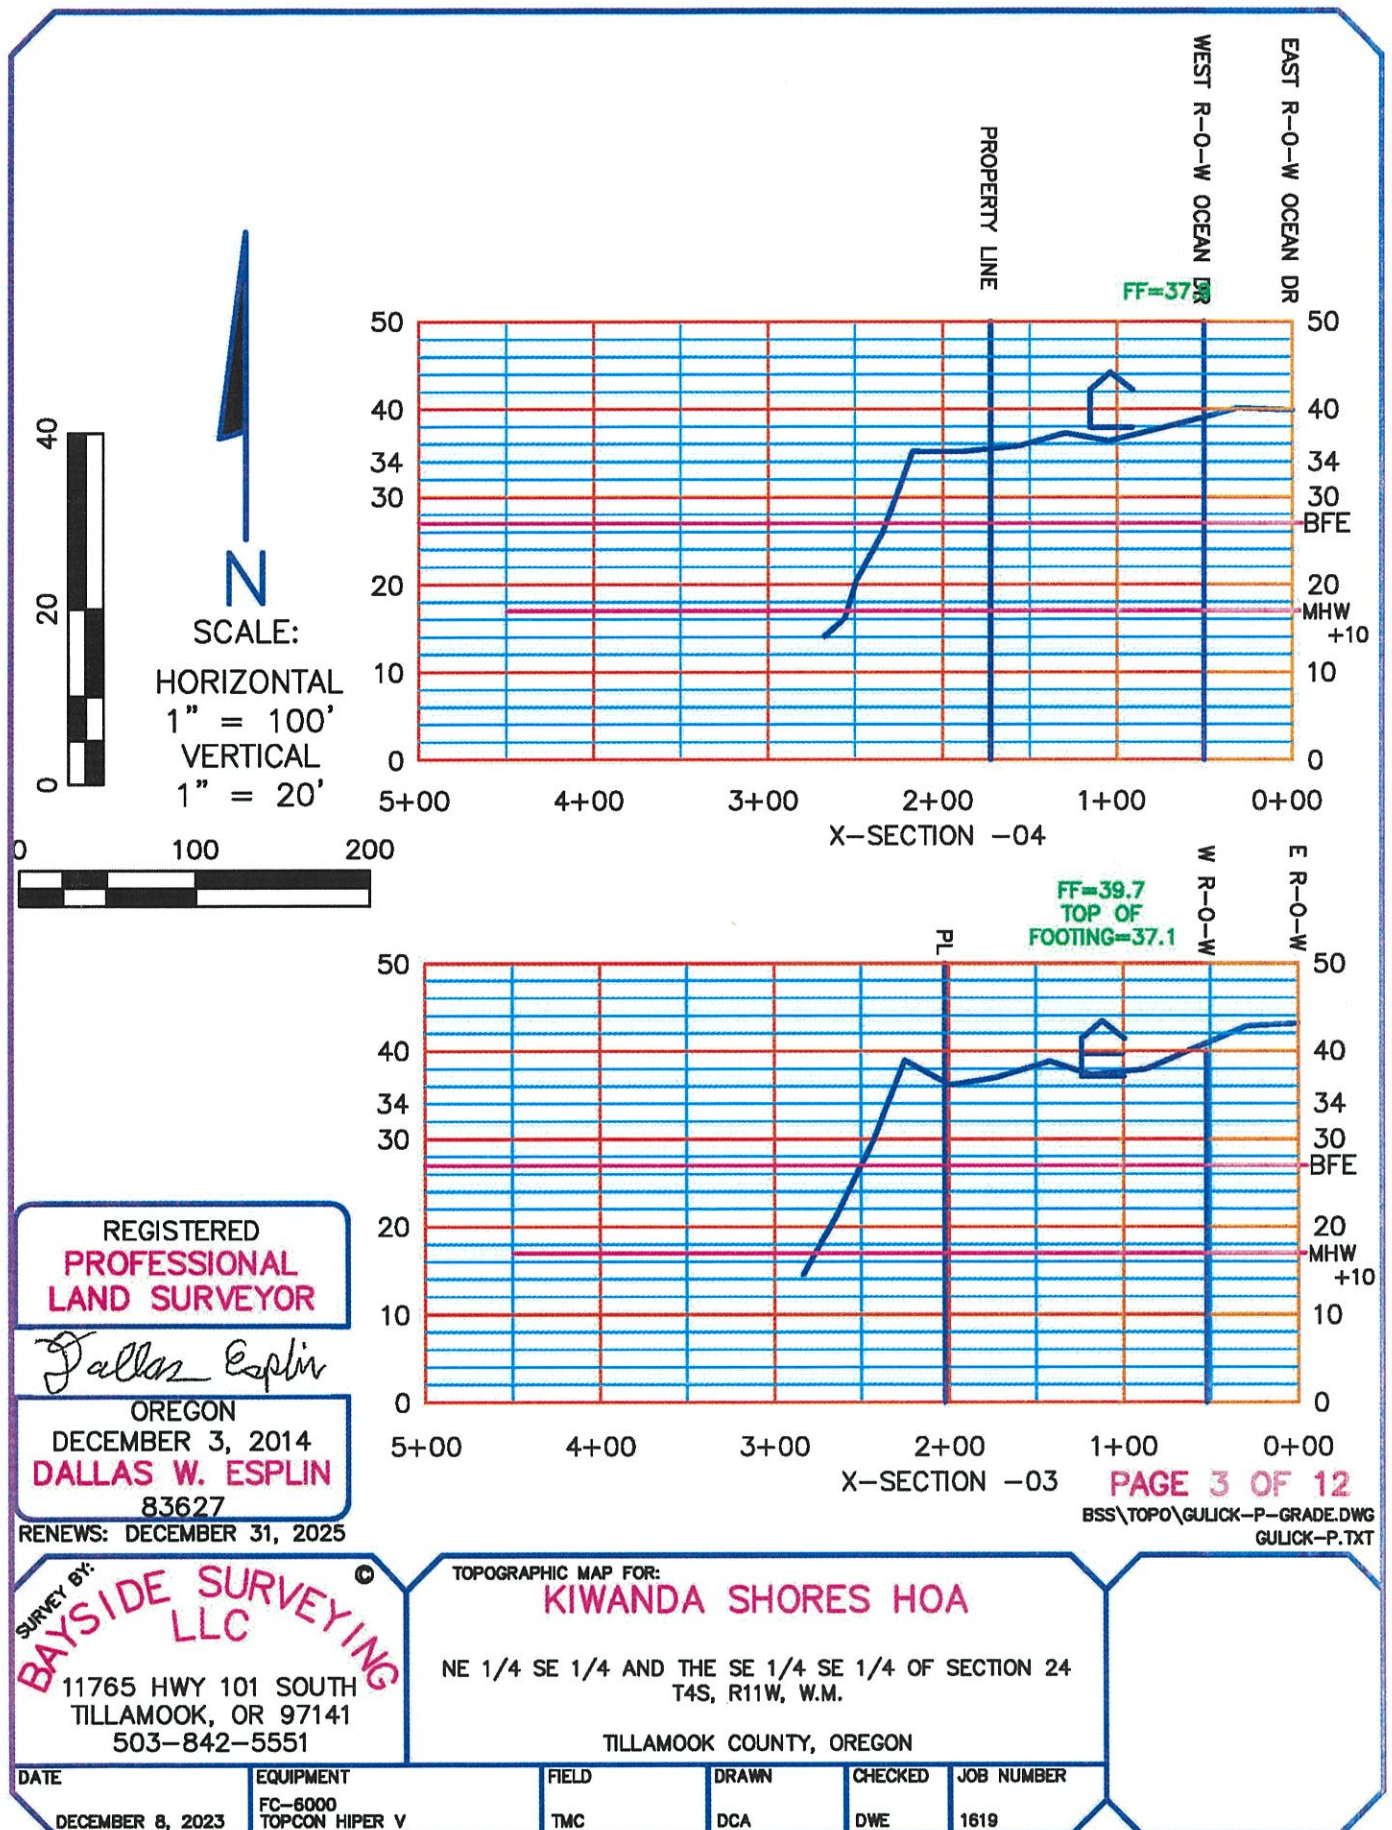 WEST R-O-W OCEAN DR
EAST R-O-W OCEAN DR
PROPERTY LINE
FF=37.9
50
40
34
30
20
10
0
50
40
34
30
BFE
20
MHW
+10
10
0
5+00 4+00 3+00 2+00 1+00 0+00
X-SECTION -04
40
20
0
N
SCALE:
HORIZONTAL
1" = 100'
VERTICAL
1" = 20'
0 100 200
W R-O-W
E R-O-W
PL
FF=39.7
TOP OF
FOOTING=37.1
50
40
34
30
20
10
0
50
40
34
30
BFE
20
MHW
+10
10
0
5+00 4+00 3+00 2+00 1+00 0+00
X-SECTION -03
PAGE 3 OF 12
BSS\TOPO\GULICK-P-GRADE.DWG
GULICK-P.TXT
REGISTERED
PROFESSIONAL
LAND SURVEYOR
Dallas Esplin
OREGON
DECEMBER 3, 2014
DALLAS W. ESPLIN
83627
RENEWS: DECEMBER 31, 2025
SURVEY BY:
©
BAYSIDE SURVEYING
LLC
11765 HWY 101 SOUTH
TILLAMOOK, OR 97141
503-842-5551
TOPOGRAPHIC MAP FOR:
KIWANDA SHORES HOA
NE 1/4 SE 1/4 AND THE SE 1/4 SE 1/4 OF SECTION 24
T4S, R11W, W.M.
TILLAMOOK COUNTY, OREGON
DATE
DECEMBER 8, 2023
EQUIPMENT
FC-6000
TOPCON HIPER V
FIELD
TMC
DRAWN
DCA
CHECKED
DWE
JOB NUMBER
1619